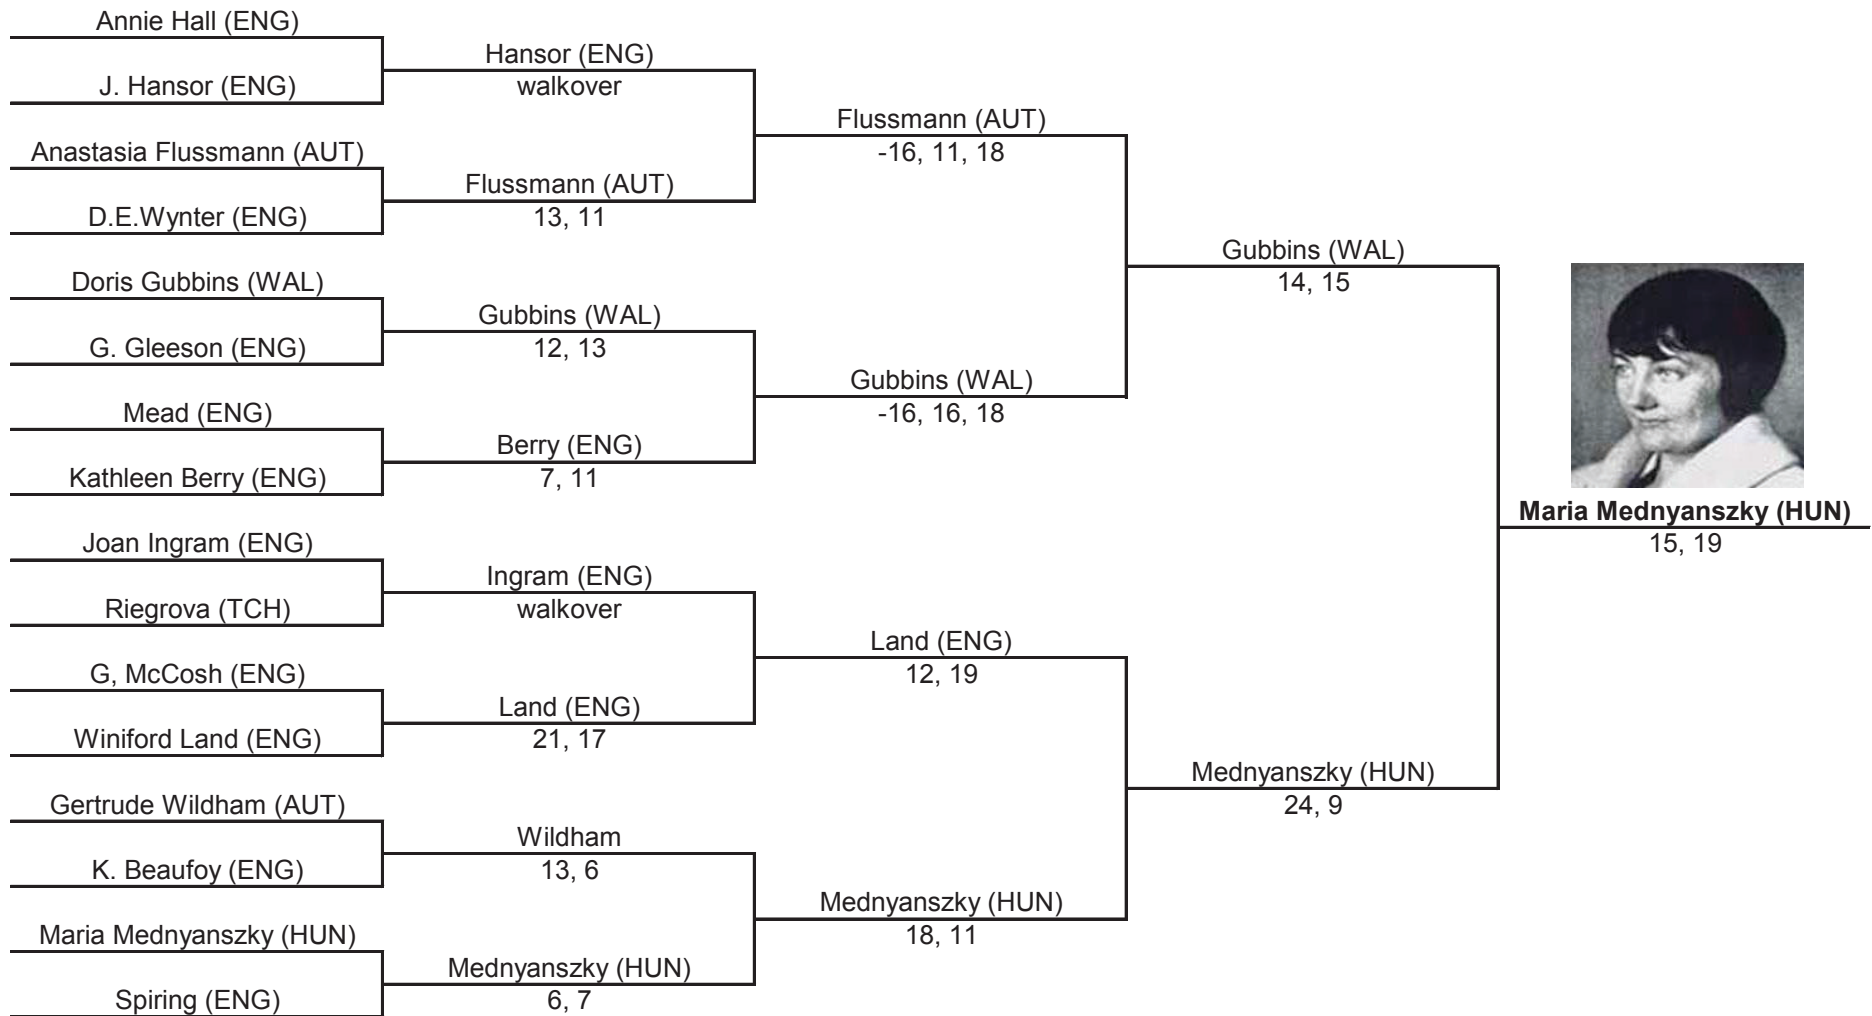 Annie Hall (ENG)
J. Hansor (ENG)
Anastasia Flussmann (AUT)
D.E.Wynter (ENG)
Doris Gubbins (WAL)
G. Gleeson (ENG)
Mead (ENG)
Kathleen Berry (ENG)
Joan Ingram (ENG)
Riegrova (TCH)
G, McCosh (ENG)
Winiford Land (ENG)
Gertrude Wildham (AUT)
K. Beaufoy (ENG)
Maria Mednyanszky (HUN)
Spiring (ENG)
Hansor (ENG)
walkover
Flussmann (AUT)
13, 11
Gubbins (WAL)
12, 13
Berry (ENG)
7, 11
Ingram (ENG)
walkover
Land (ENG)
21, 17
Wildham
13, 6
Mednyanszky (HUN)
6, 7
Flussmann (AUT)
-16, 11, 18
Gubbins (WAL)
-16, 16, 18
Land (ENG)
12, 19
Mednyanszky (HUN)
18, 11
Gubbins (WAL)
14, 15
Mednyanszky (HUN)
24, 9
Maria Mednyanszky (HUN)
15, 19